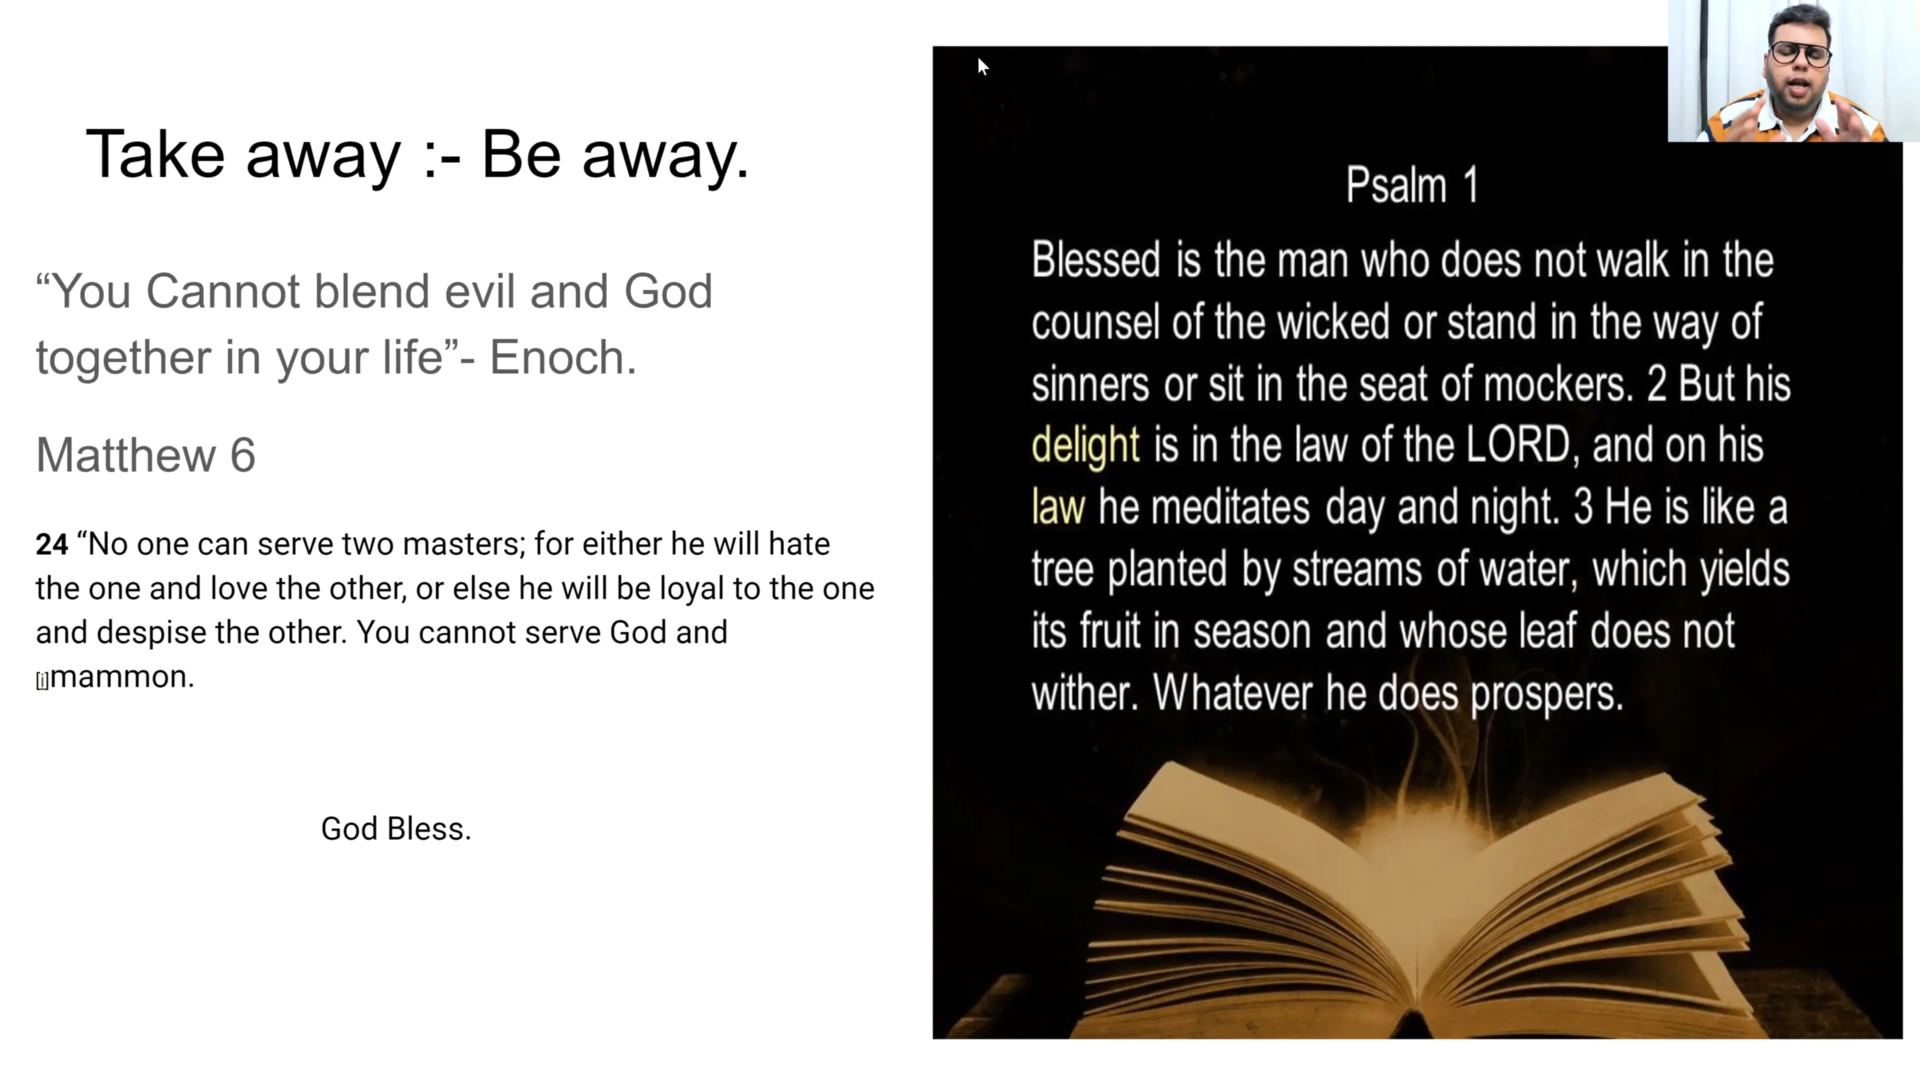 Take away :- Be away.
“You Cannot blend evil and God
together in your life”- Enoch.
Matthew 6
24 “No one can serve two masters; for either he will hate
the one and love the other, or else he will be loyal to the one
and despise the other. You cannot serve God and
[i]mammon.
God Bless.
Psalm 1
Blessed is the man who does not walk in the
counsel of the wicked or stand in the way of
sinners or sit in the seat of mockers. 2 But his
delight is in the law of the LORD, and on his
law he meditates day and night. 3 He is like a
tree planted by streams of water, which yields
its fruit in season and whose leaf does not
wither. Whatever he does prospers.